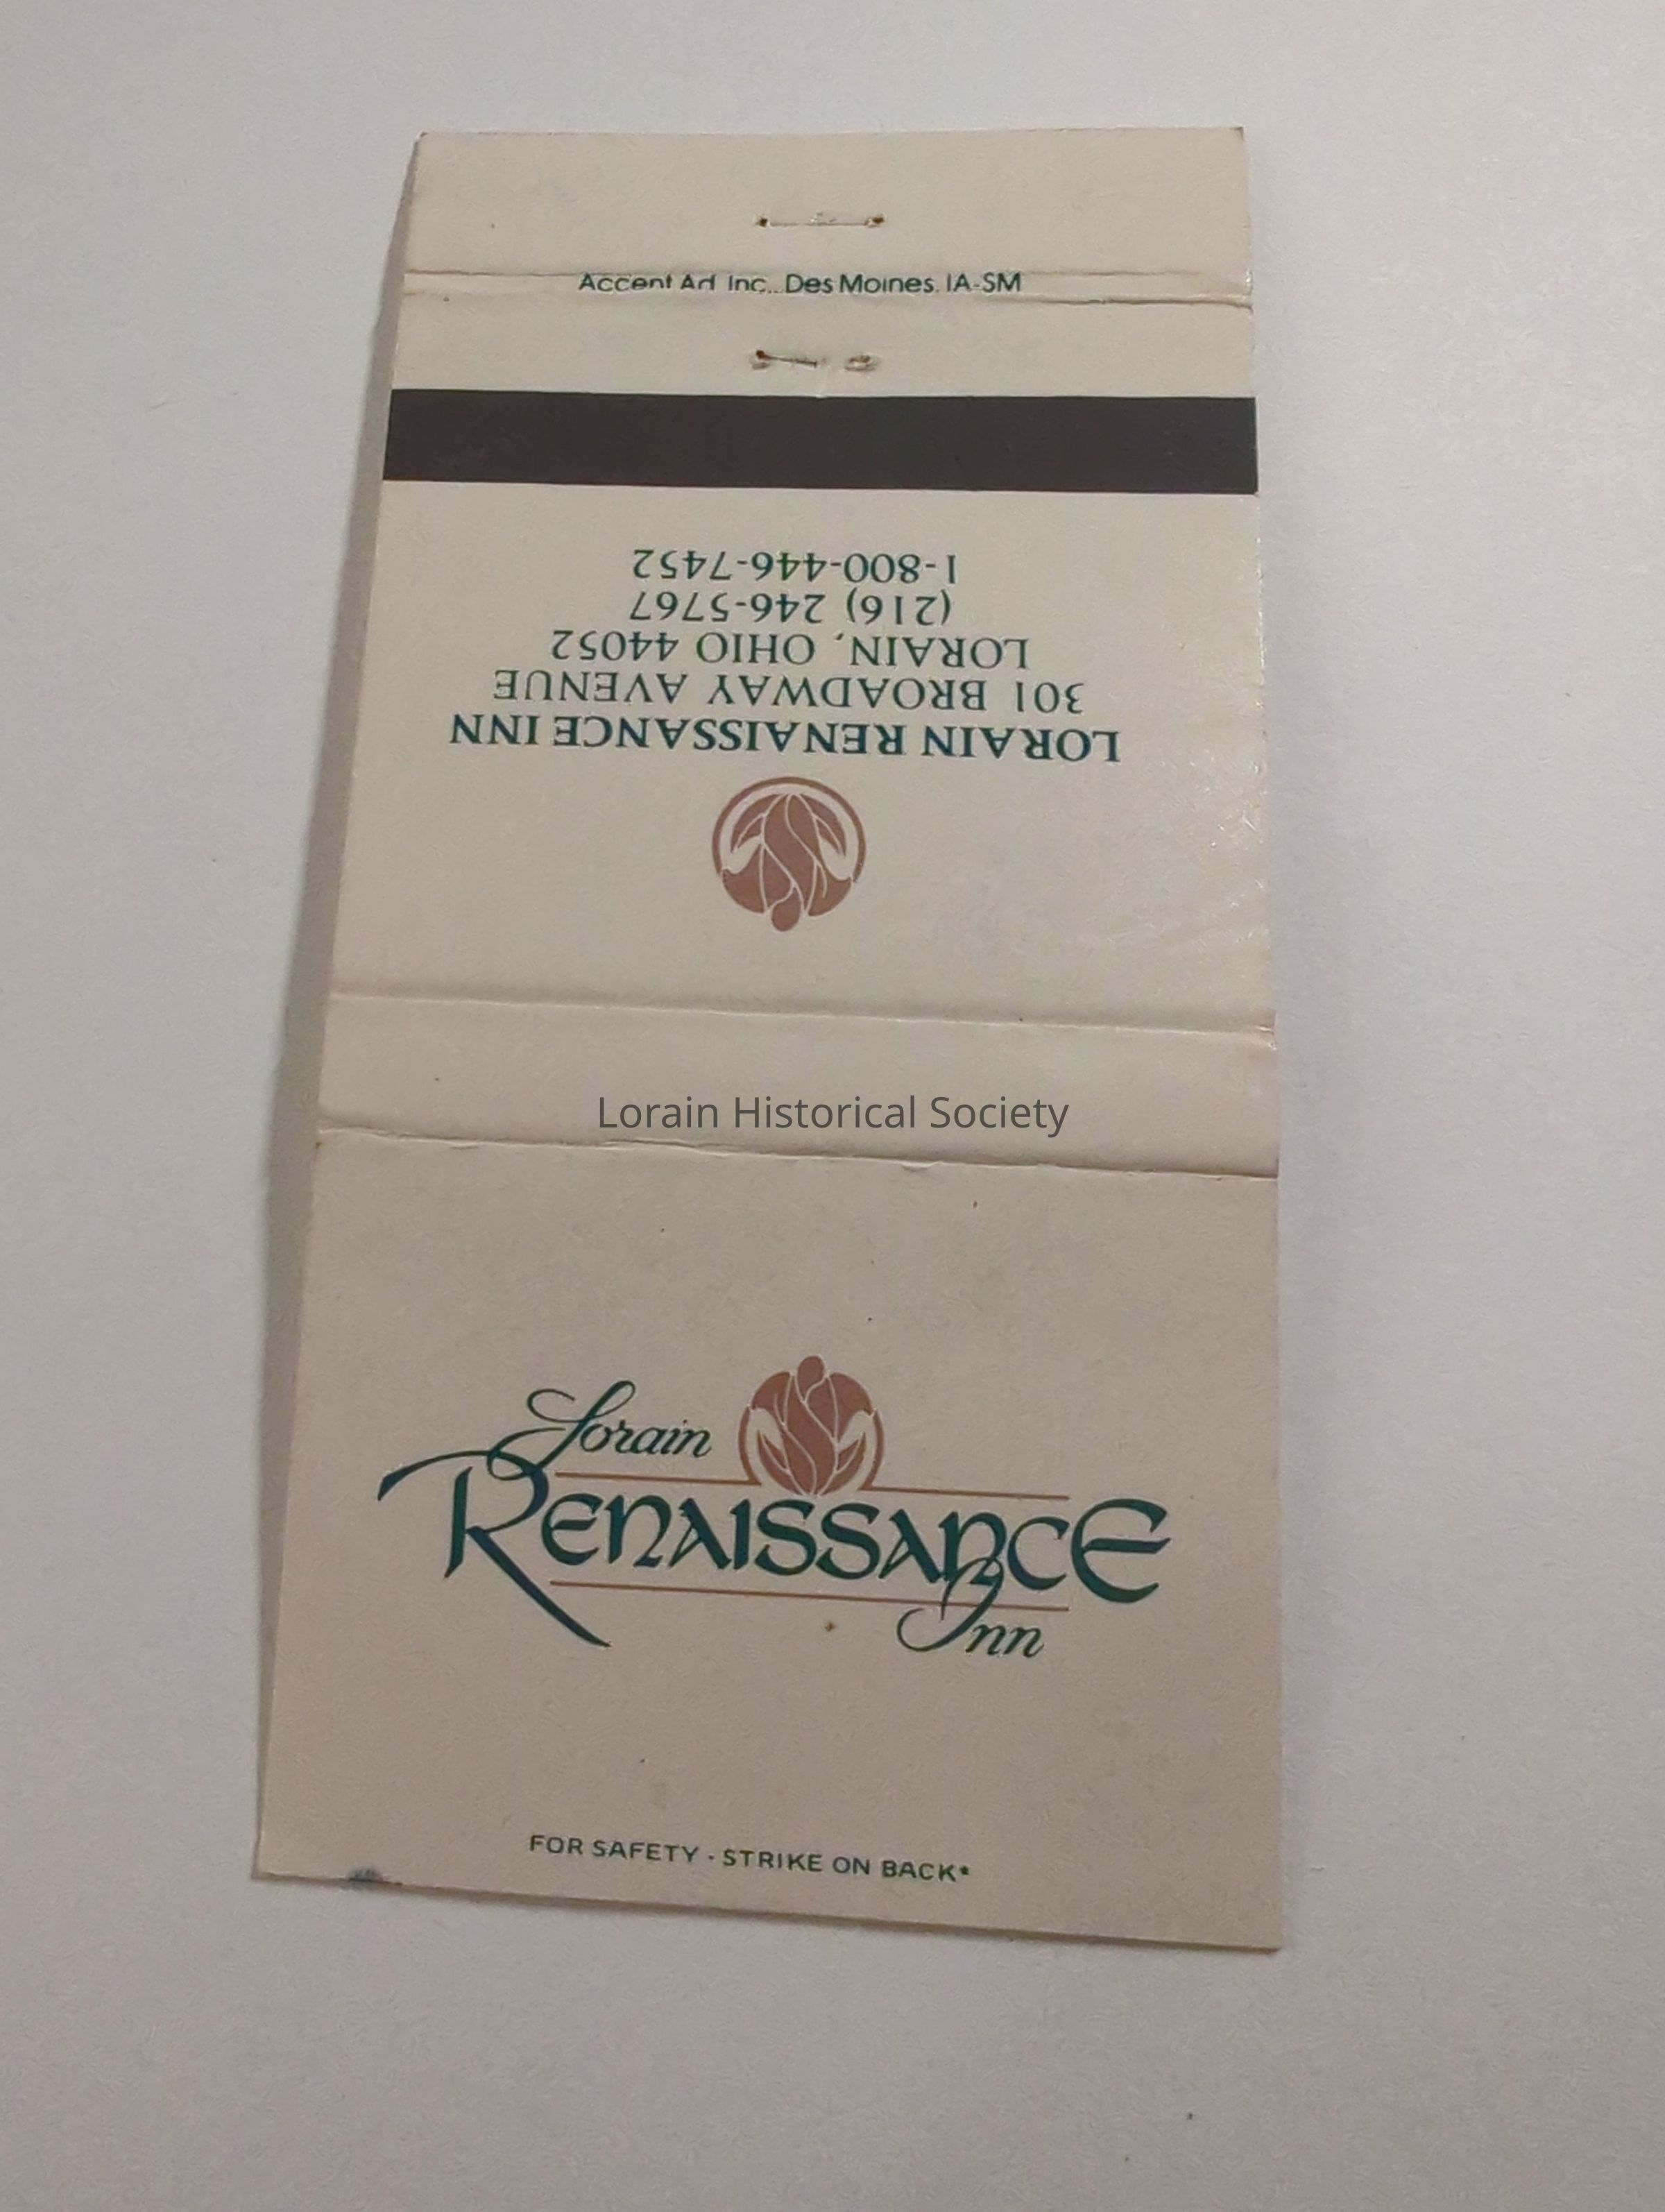 Accent Art Inc., Des Moines, IA-SM
LORAIN RENAISSANCE INN
301 BROADWAY AVENUE
LORAIN, OHIO 44052
(216) 246-5767
1-800-446-7452
Lorain Historical Society
Lorain
RENAISSANCE
Inn
FOR SAFETY - STRIKE ON BACK*